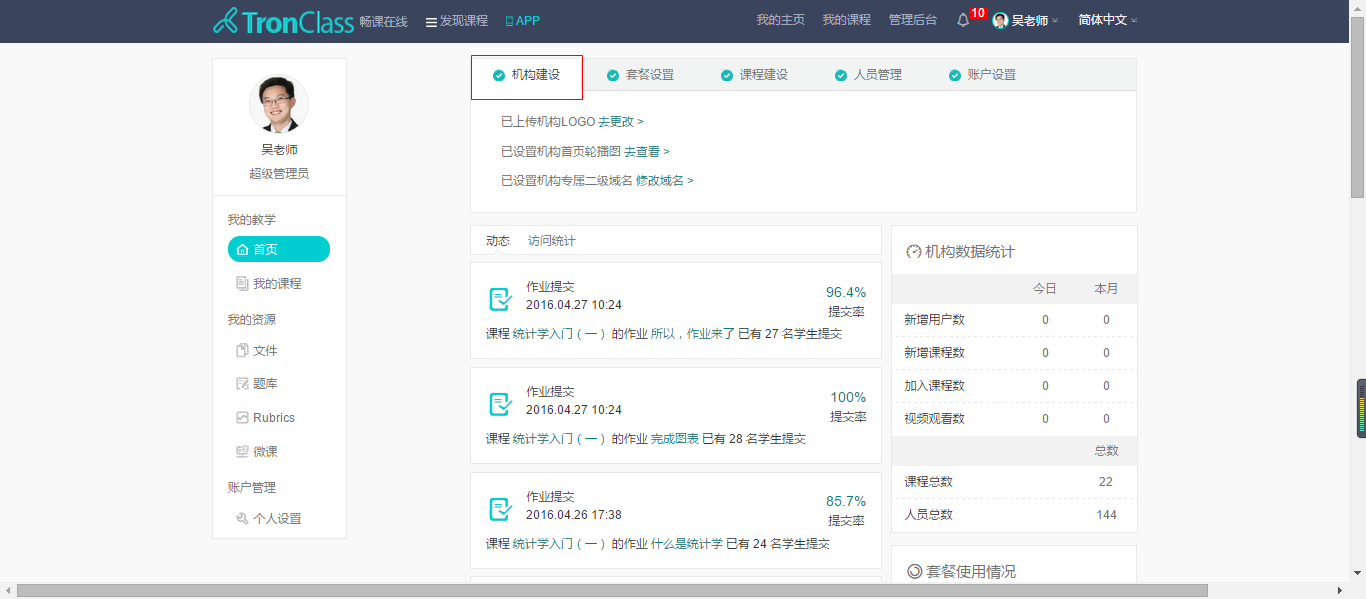 TronClass 畅课在线 发现课程 APP 我的主页 我的课程 管理后台 10 吴老师 简体中文
吴老师
超级管理员
我的教学
首页
我的课程
我的资源
文件
题库
Rubrics
微课
账户管理
个人设置
机构建设 套餐设置 课程建设 人员管理 账户设置
已上传机构LOGO 去更改 >
已设置机构首页轮播图 去查看 >
已设置机构专属二级域名 修改域名 >
动态 访问统计
作业提交
2016.04.27 10:24
96.4%
提交率
课程 统计学入门（一） 的作业 所以，作业来了 已有 27 名学生提交
作业提交
2016.04.27 10:24
100%
提交率
课程 统计学入门（一） 的作业 完成图表 已有 28 名学生提交
作业提交
2016.04.26 17:38
85.7%
提交率
课程 统计学入门（一） 的作业 什么是统计学 已有 24 名学生提交
机构数据统计
今日 本月
新增用户数 0 0
新增课程数 0 0
加入课程数 0 0
视频观看数 0 0
总数
课程总数 22
人员总数 144
套餐使用情况